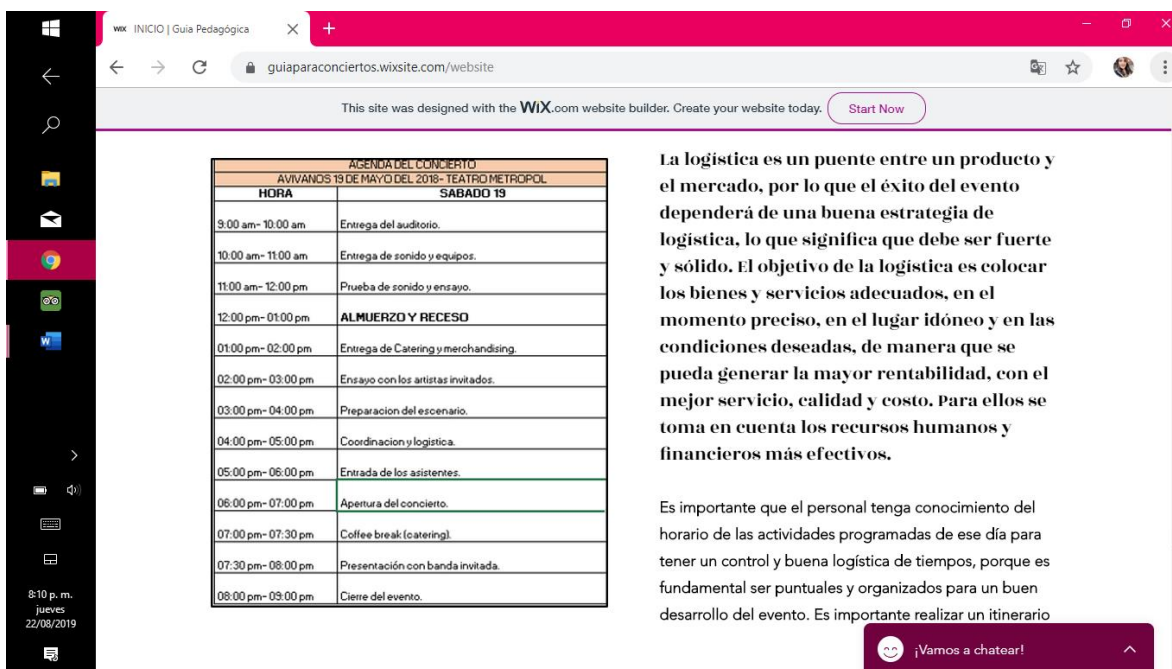 WiX INICIO | Guia Pedagógica
guiaparaconciertos.wixsite.com/website
This site was designed with the WiX.com website builder. Create your website today. Start Now
AGENDA DEL CONCIERTO
AVIVANOS 19 DE MAYO DEL 2018- TEATRO METROPOL
HORA SABADO 19
9:00 am- 10:00 am Entrega del auditorio.
10:00 am- 11:00 am Entrega de sonido y equipos.
11:00 am- 12:00 pm Prueba de sonido y ensayo.
12:00 pm- 01:00 pm ALMUERZO Y RECESO
01:00 pm- 02:00 pm Entrega de Catering y merchandising.
02:00 pm- 03:00 pm Ensayo con los artistas invitados.
03:00 pm- 04:00 pm Preparacion del escenario.
04:00 pm- 05:00 pm Coordinacion y logistica.
05:00 pm- 06:00 pm Entrada de los asistentes.
06:00 pm- 07:00 pm Apertura del concierto.
07:00 pm- 07:30 pm Coffee break (catering).
07:30 pm- 08:00 pm Presentación con banda invitada.
08:00 pm- 09:00 pm Cierre del evento.
La logística es un puente entre un producto y
el mercado, por lo que el éxito del evento
dependerá de una buena estrategia de
logística, lo que significa que debe ser fuerte
y sólido. El objetivo de la logística es colocar
los bienes y servicios adecuados, en el
momento preciso, en el lugar idóneo y en las
condiciones deseadas, de manera que se
pueda generar la mayor rentabilidad, con el
mejor servicio, calidad y costo. Para ellos se
toma en cuenta los recursos humanos y
financieros más efectivos.
Es importante que el personal tenga conocimiento del
horario de las actividades programadas de ese día para
tener un control y buena logística de tiempos, porque es
fundamental ser puntuales y organizados para un buen
desarrollo del evento. Es importante realizar un itinerario
¡Vamos a chatear!
8:10 p. m.
jueves
22/08/2019